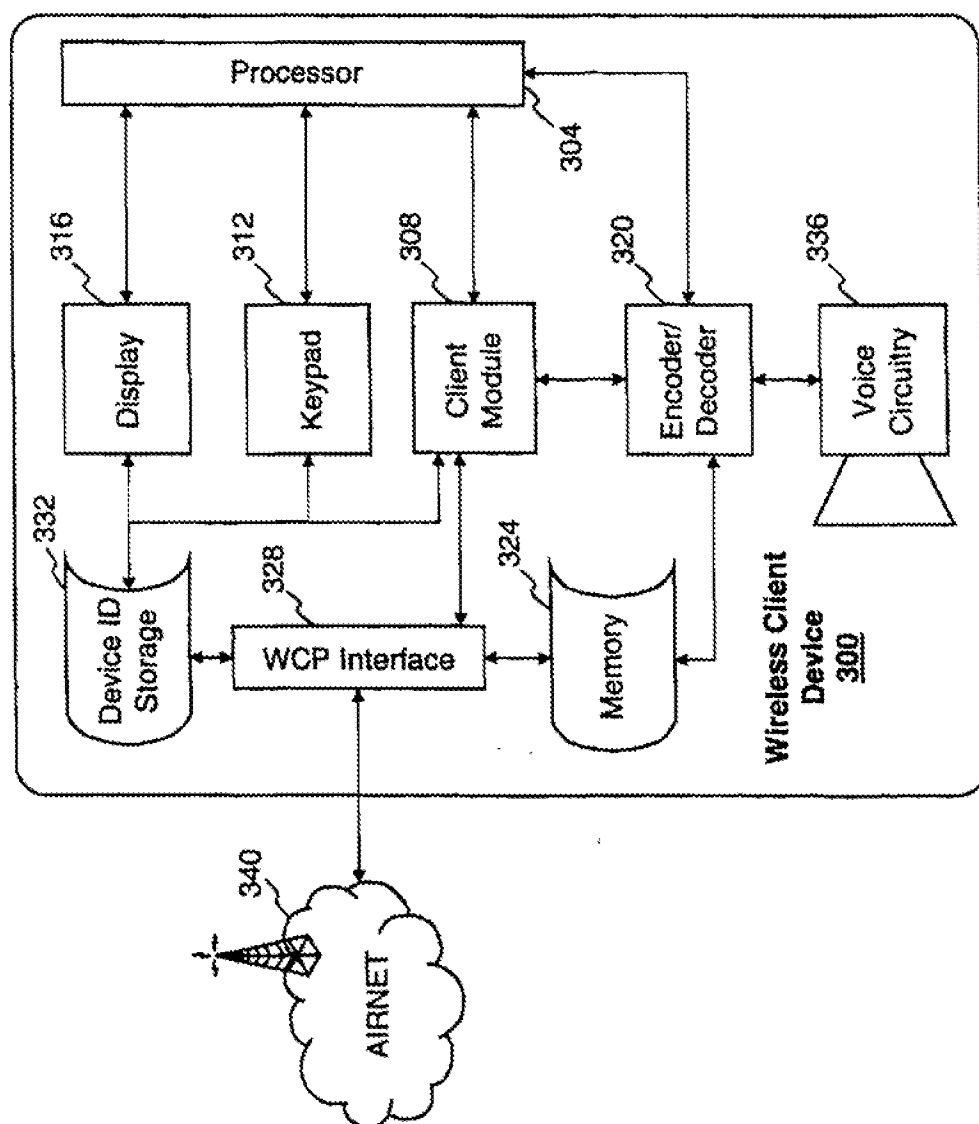 Processor
304
316
Display
312
Keypad
308
Client
Module
320
Encoder/
Decoder
336
Voice
Circuitry
332
Device ID
Storage
328
WCP Interface
324
Memory
Wireless Client
Device
300
340
AIRNET